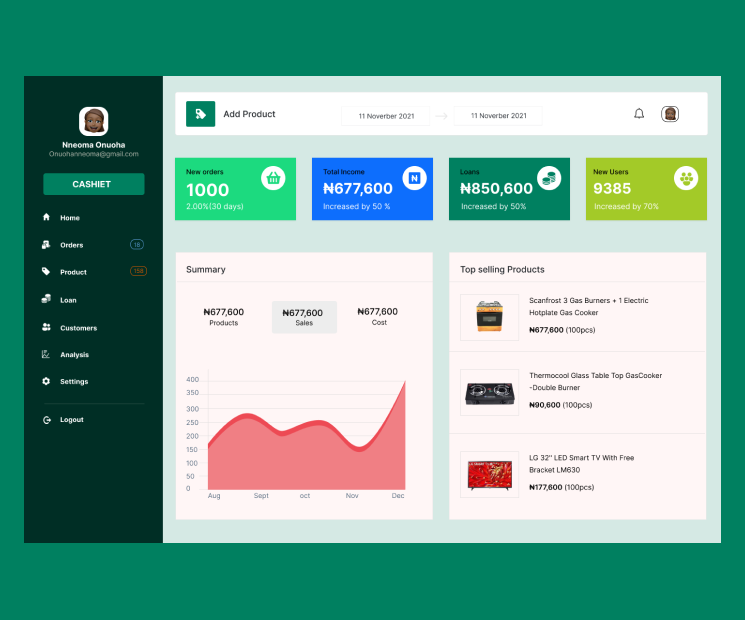 Nneoma Onuoha
Onuohanneoma@gmail.com
CASHIET
Home
Orders 18
Product 158
Loan
Customers
Analysis
Settings
Logout
Add Product
11 Noverber 2021
11 Noverber 2021
New orders
1000
2.00%(30 days)
Total Income
₦677,600
Increased by 50 %
N
Loans
₦850,600
Increased by 50%
New Users
9385
Increased by 70%
Summary
₦677,600
Products
₦677,600
Sales
₦677,600
Cost
400
350
300
250
200
150
100
50
0
Aug Sept oct Nov Dec
Top selling Products
Scanfrost 3 Gas Burners + 1 Electric
Hotplate Gas Cooker
₦677,600 (100pcs)
Thermocool Glass Table Top GasCooker
-Double Burner
₦90,600 (100pcs)
LG 32" LED Smart TV With Free
Bracket LM630
₦177,600 (100pcs)